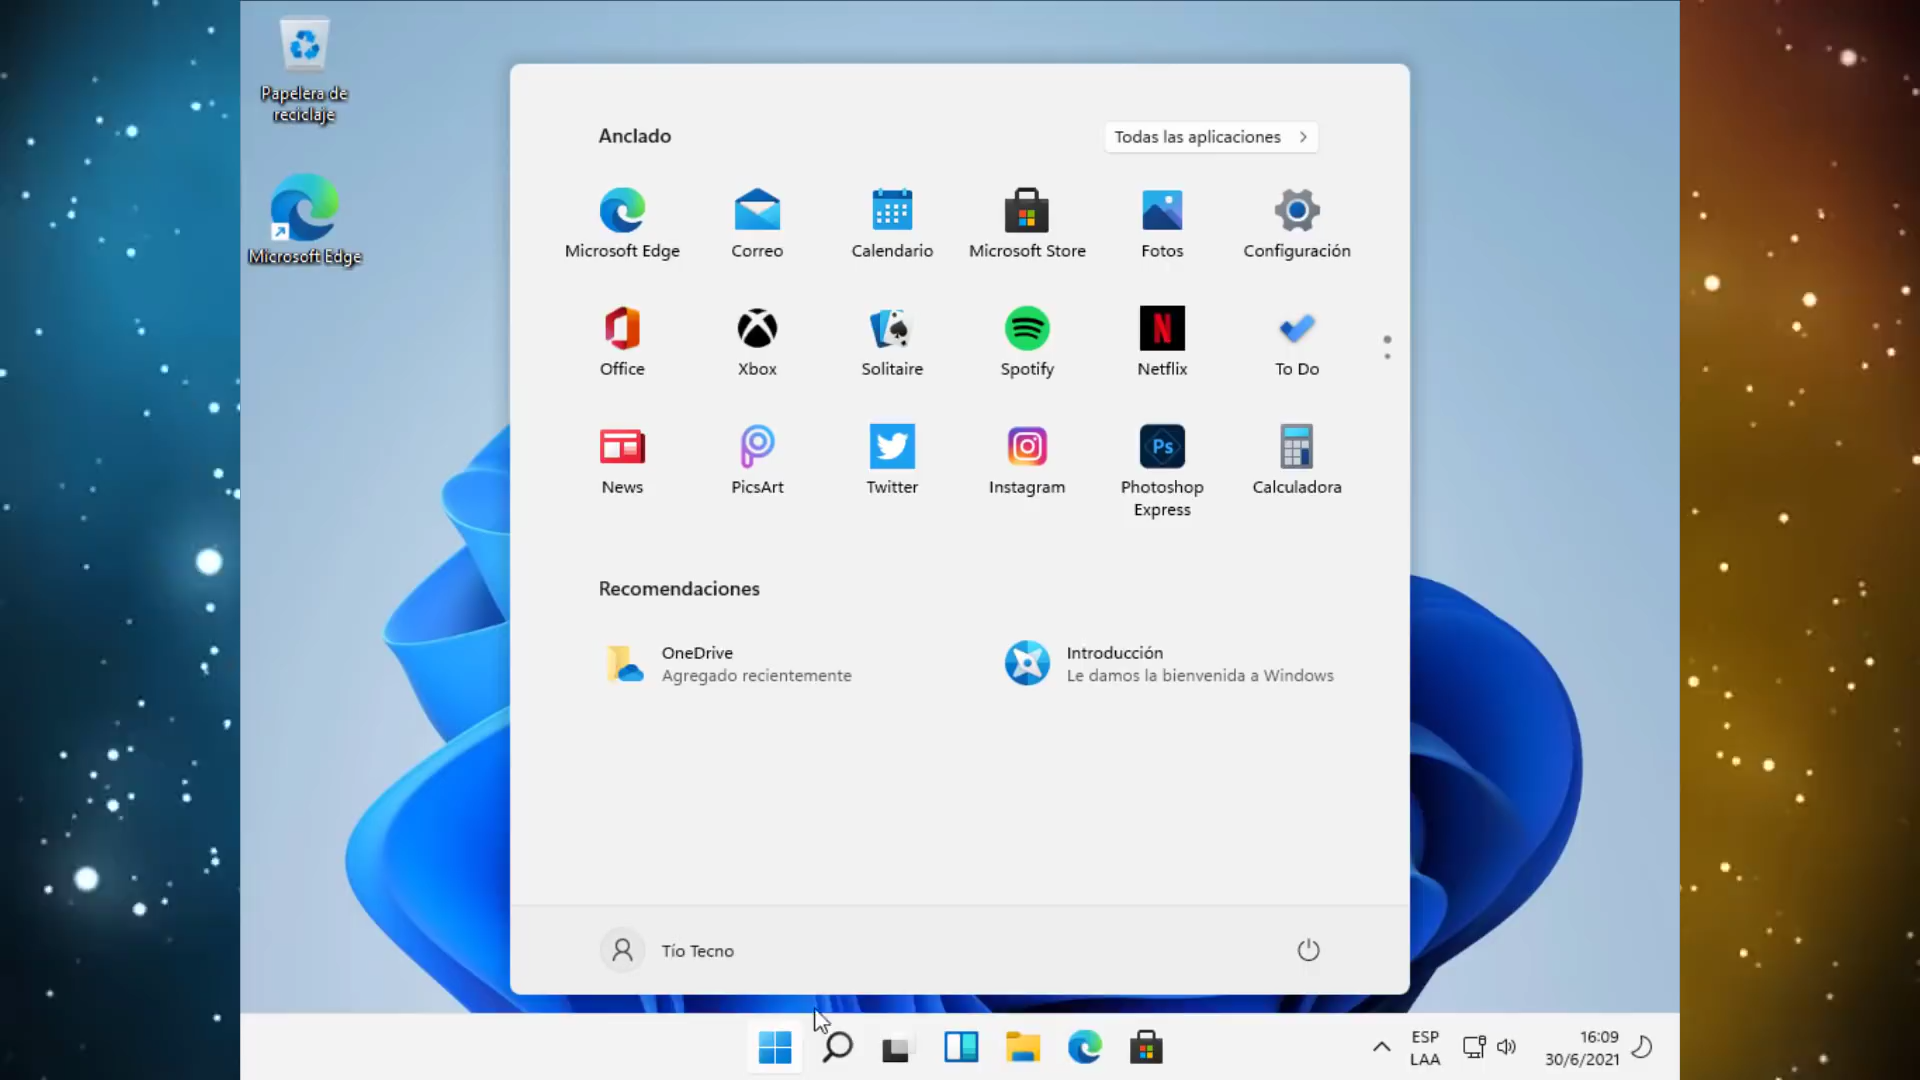 Papelera de
reciclaje
Microsoft Edge
Anclado
Todas las aplicaciones
Microsoft Edge
Correo
Calendario
Microsoft Store
Fotos
Configuración
Office
Xbox
Solitaire
Spotify
N
Netflix
To Do
News
PicsArt
Twitter
Instagram
Ps
Photoshop
Express
Calculadora
Recomendaciones
OneDrive
Agregado recientemente
Introducción
Le damos la bienvenida a Windows
Tío Tecno
ESP
LAA
16:09
30/6/2021